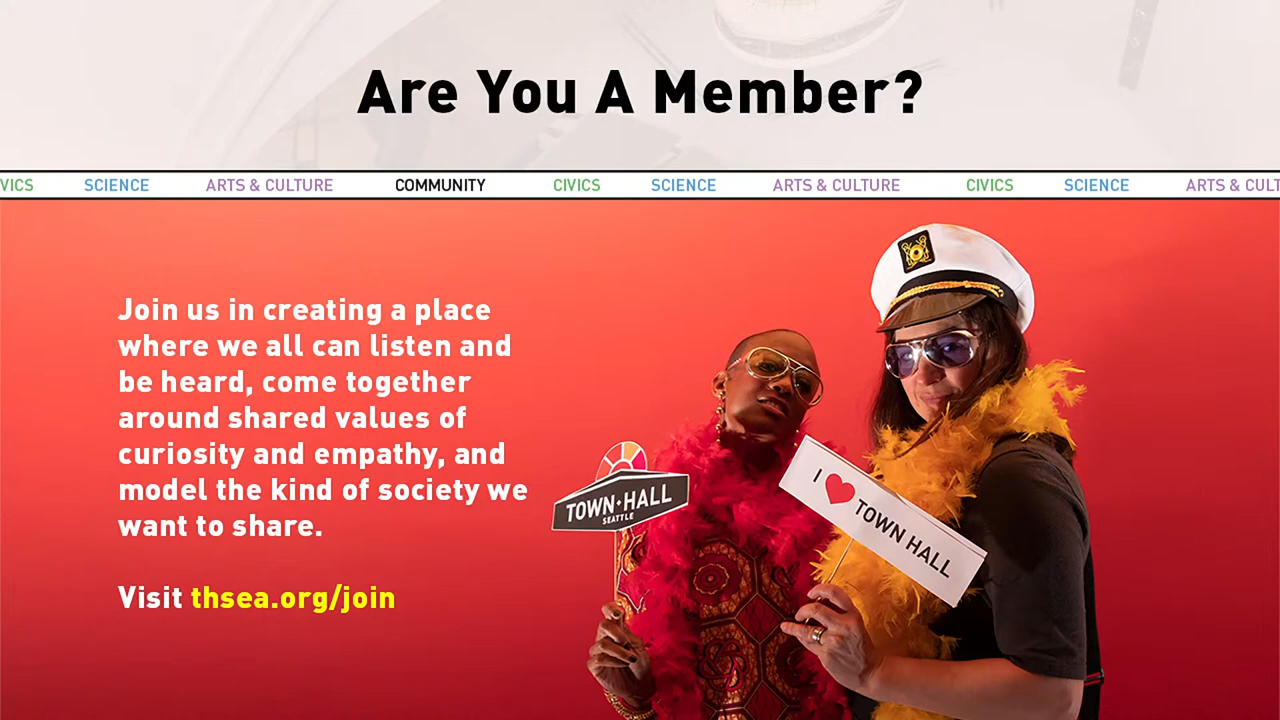 Are You A Member?
VICS SCIENCE ARTS & CULTURE COMMUNITY CIVICS SCIENCE ARTS & CULTURE CIVICS SCIENCE ARTS & CULT
Join us in creating a place
where we all can listen and
be heard, come together
around shared values of
curiosity and empathy, and
model the kind of society we
want to share.
Visit thsea.org/join
TOWN·HALL
SEATTLE
I ❤ TOWN HALL